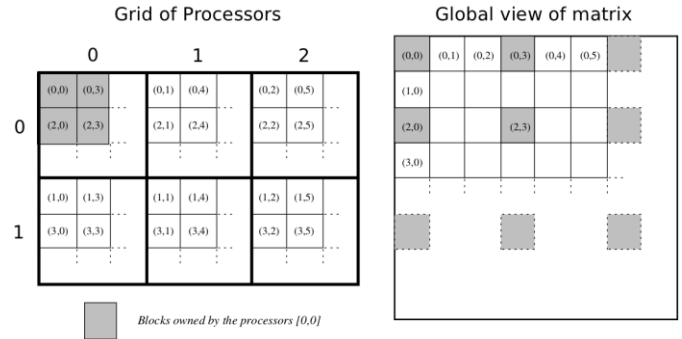 Grid of Processors
0 1 2
0
(0,0) (0,3) (0,1) (0,4) (0,2) (0,5)
(2,0) (2,3) (2,1) (2,4) (2,2) (2,5)
1
(1,0) (1,3) (1,1) (1,4) (1,2) (1,5)
(3,0) (3,3) (3,1) (3,4) (3,2) (3,5)
Blocks owned by the processors [0,0]
Global view of matrix
(0,0) (0,1) (0,2) (0,3) (0,4) (0,5)
(1,0)
(2,0) (2,3)
(3,0)